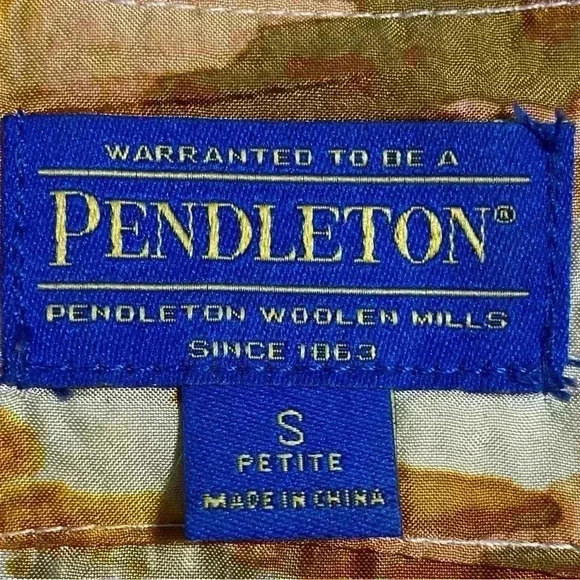 WARRANTED TO BE A
PENDLETON®
PENDLETON WOOLEN MILLS
SINCE 1863
S
PETITE
MADE IN CHINA